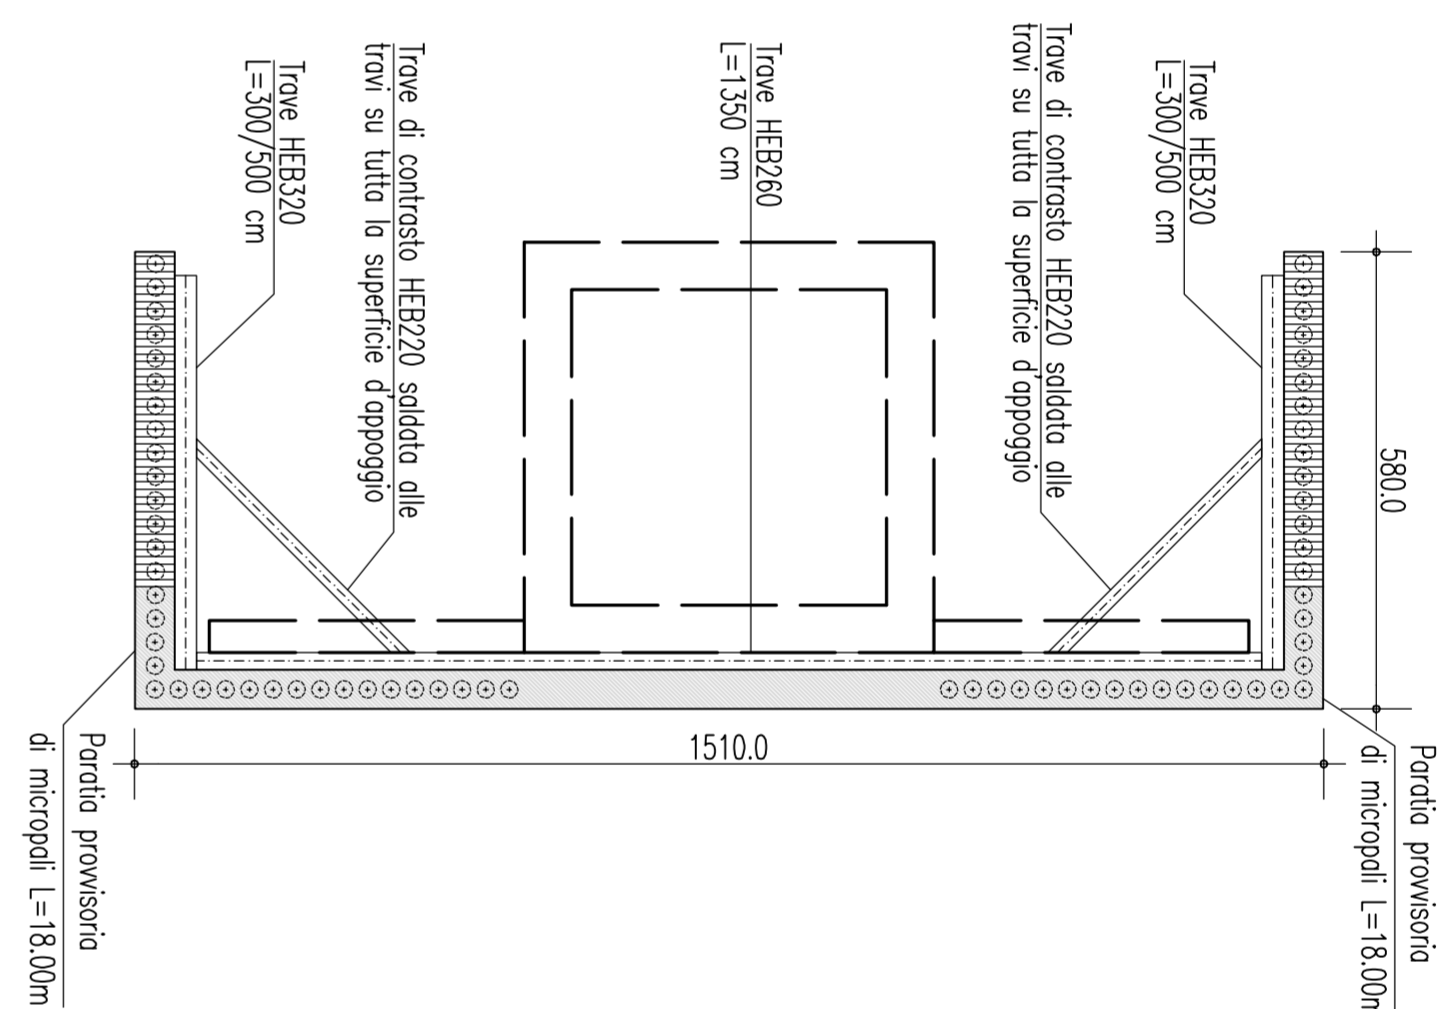 Trave HEB320
L=300/500 cm
Trave di contrasto HEB220 saldata alle
travi su tutta la superficie d'appoggio
Trave HEB260
L=1350 cm
Trave di contrasto HEB220 saldata alle
travi su tutta la superficie d'appoggio
Trave HEB320
L=300/500 cm
580.0
1510.0
Paratia provvisoria
di micropali L=18.00m
Paratia provvisoria
di micropali L=18.00m